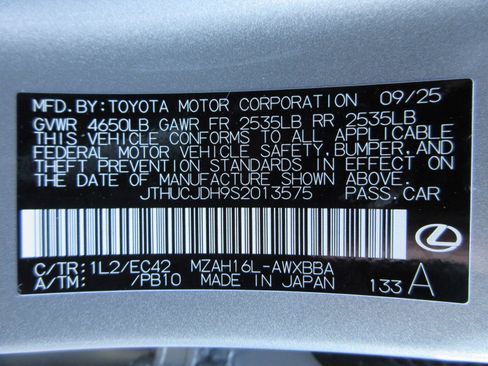 MFD.BY:TOYOTA MOTOR CORPORATION 09/25
GVWR 4650LB GAWR FR 2535LB RR 2535LB
THIS VEHICLE CONFORMS TO ALL APPLICABLE
FEDERAL MOTOR VEHICLE SAFETY,BUMPER,AND
THEFT PREVENTION STANDARDS IN EFFECT ON
THE DATE OF MANUFACTURE SHOWN ABOVE.
JTHUCJDH9S2013575 PASS.CAR
C/TR:1L2/EC42 MZAH16L-AWXBBA
A/TM: /PB10 MADE IN JAPAN 133 A